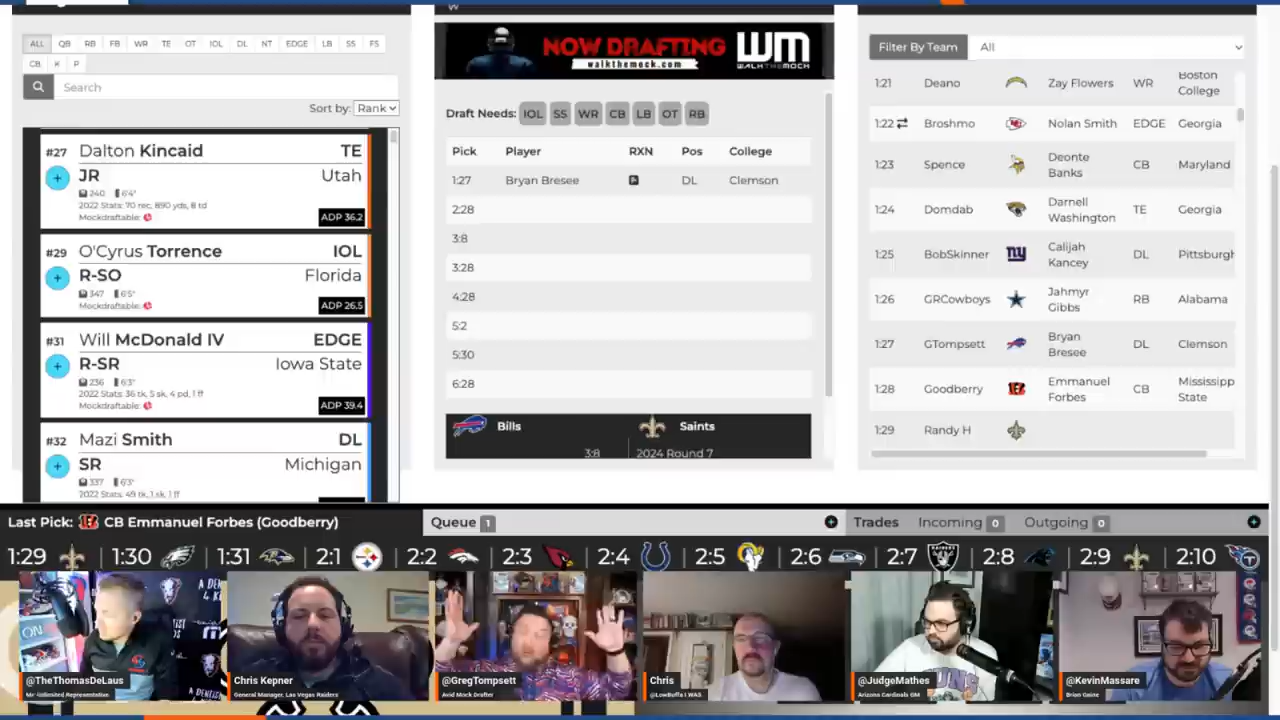 ALL QB RB FB WR TE OT IOL DL NT EDGE LB SS FS
CB K P
Search
Sort by: Rank
#27 Dalton Kincaid TE
JR Utah
240 6'4"
2022 Stats: 70 rec, 890 yds, 8 td
Mockdraftable:
ADP 36.2
#29 O'Cyrus Torrence IOL
R-SO Florida
347 6'5"
Mockdraftable:
ADP 26.5
#31 Will McDonald IV EDGE
R-SR Iowa State
236 6'3"
2022 Stats: 36 tk, 5 sk, 4 pd, 1 ff
Mockdraftable:
ADP 39.4
#32 Mazi Smith DL
SR Michigan
337 6'3"
2022 Stats: 49 tk, 1 sk, 1 ff
NOW DRAFTING
walkthemock.com
WM
WALKTHEMOCK
Draft Needs: IOL SS WR CB LB OT RB
Pick Player RXN Pos College
1:27 Bryan Bresee DL Clemson
2:28
3:8
3:28
4:28
5:2
5:30
6:28
Bills Saints
3:8 2024 Round 7
Filter By Team All
1:21 Deano Zay Flowers WR Boston College
1:22 Broshmo Nolan Smith EDGE Georgia
1:23 Spence Deonte Banks CB Maryland
1:24 Domdab Darnell Washington TE Georgia
1:25 BobSkinner Calijah Kancey DL Pittsburgh
1:26 GRCowboys Jahmyr Gibbs RB Alabama
1:27 GTompsett Bryan Bresee DL Clemson
1:28 Goodberry Emmanuel Forbes CB Mississipp State
1:29 Randy H
Last Pick: CB Emmanuel Forbes (Goodberry)
Queue 1
Trades Incoming 0 Outgoing 0
1:29 1:30 1:31 2:1 2:2 2:3 2:4 2:5 2:6 2:7 2:8 2:9 2:10
@TheThomasDeLaus
Mr Unlimited Representative
Chris Kepner
General Manager, Las Vegas Raiders
@GregTompsett
Avid Mock Drafter
Chris
@LowBuffa I WAS
@JudgeMathes
Arizona Cardinals GM
@KevinMassare
Brian Gaine